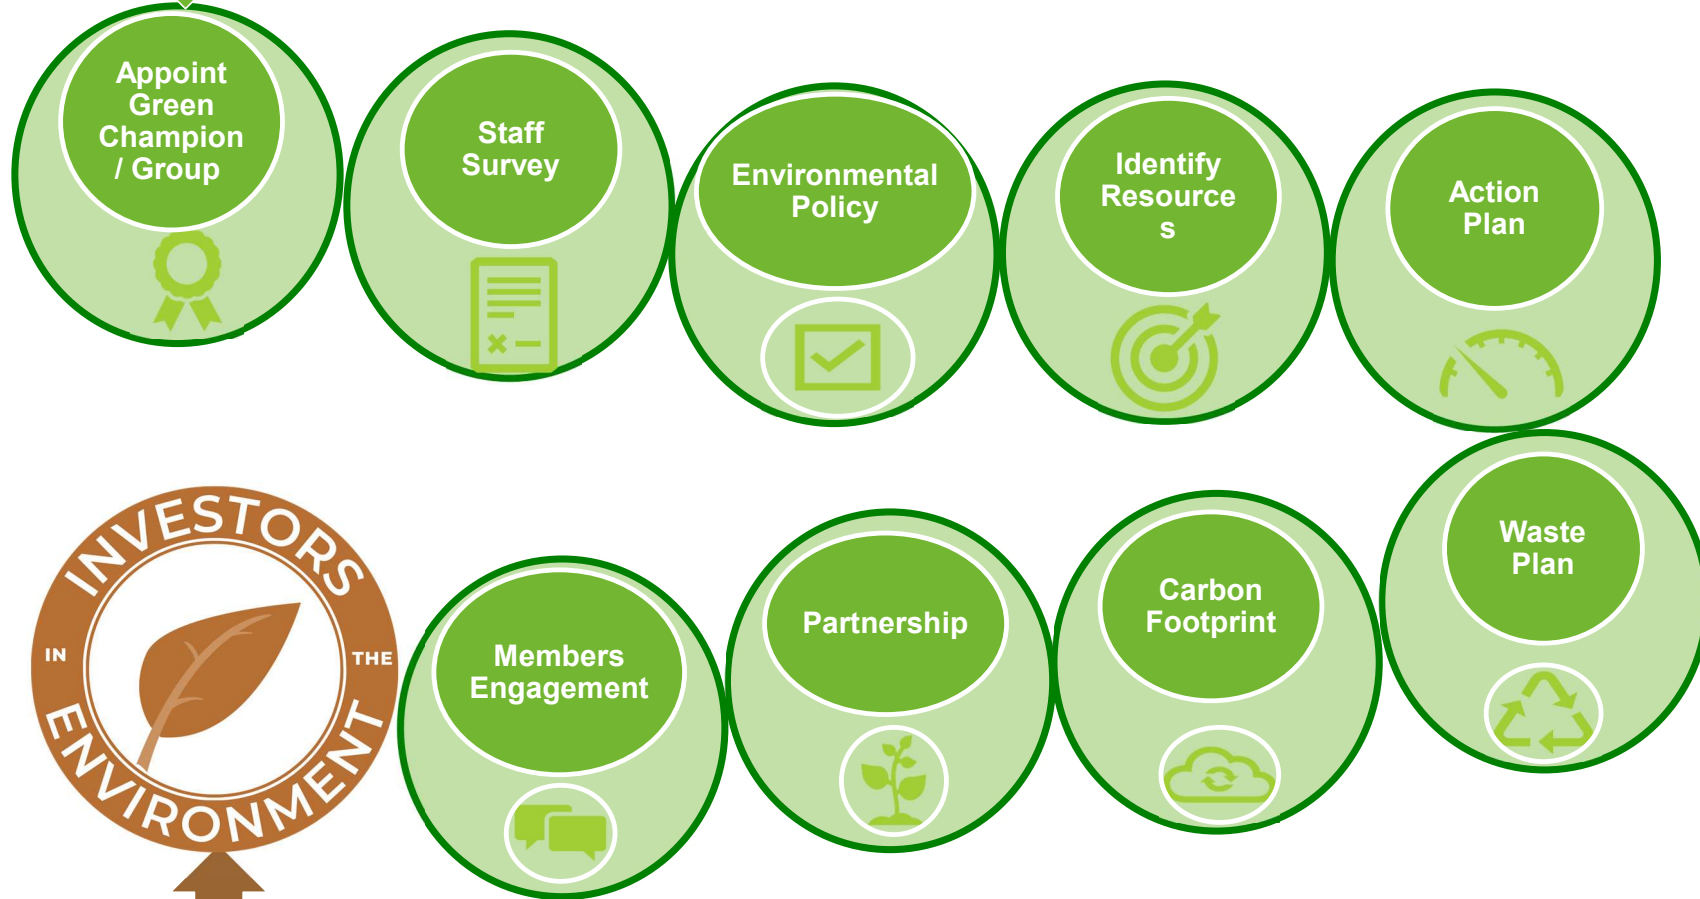 Appoint
Green
Champion
/ Group
Staff
Survey
Environmental
Policy
Identify
Resource
s
Action
Plan
Waste
Plan
Carbon
Footprint
Partnership
Members
Engagement
INVESTORS
IN
THE
ENVIRONMENT